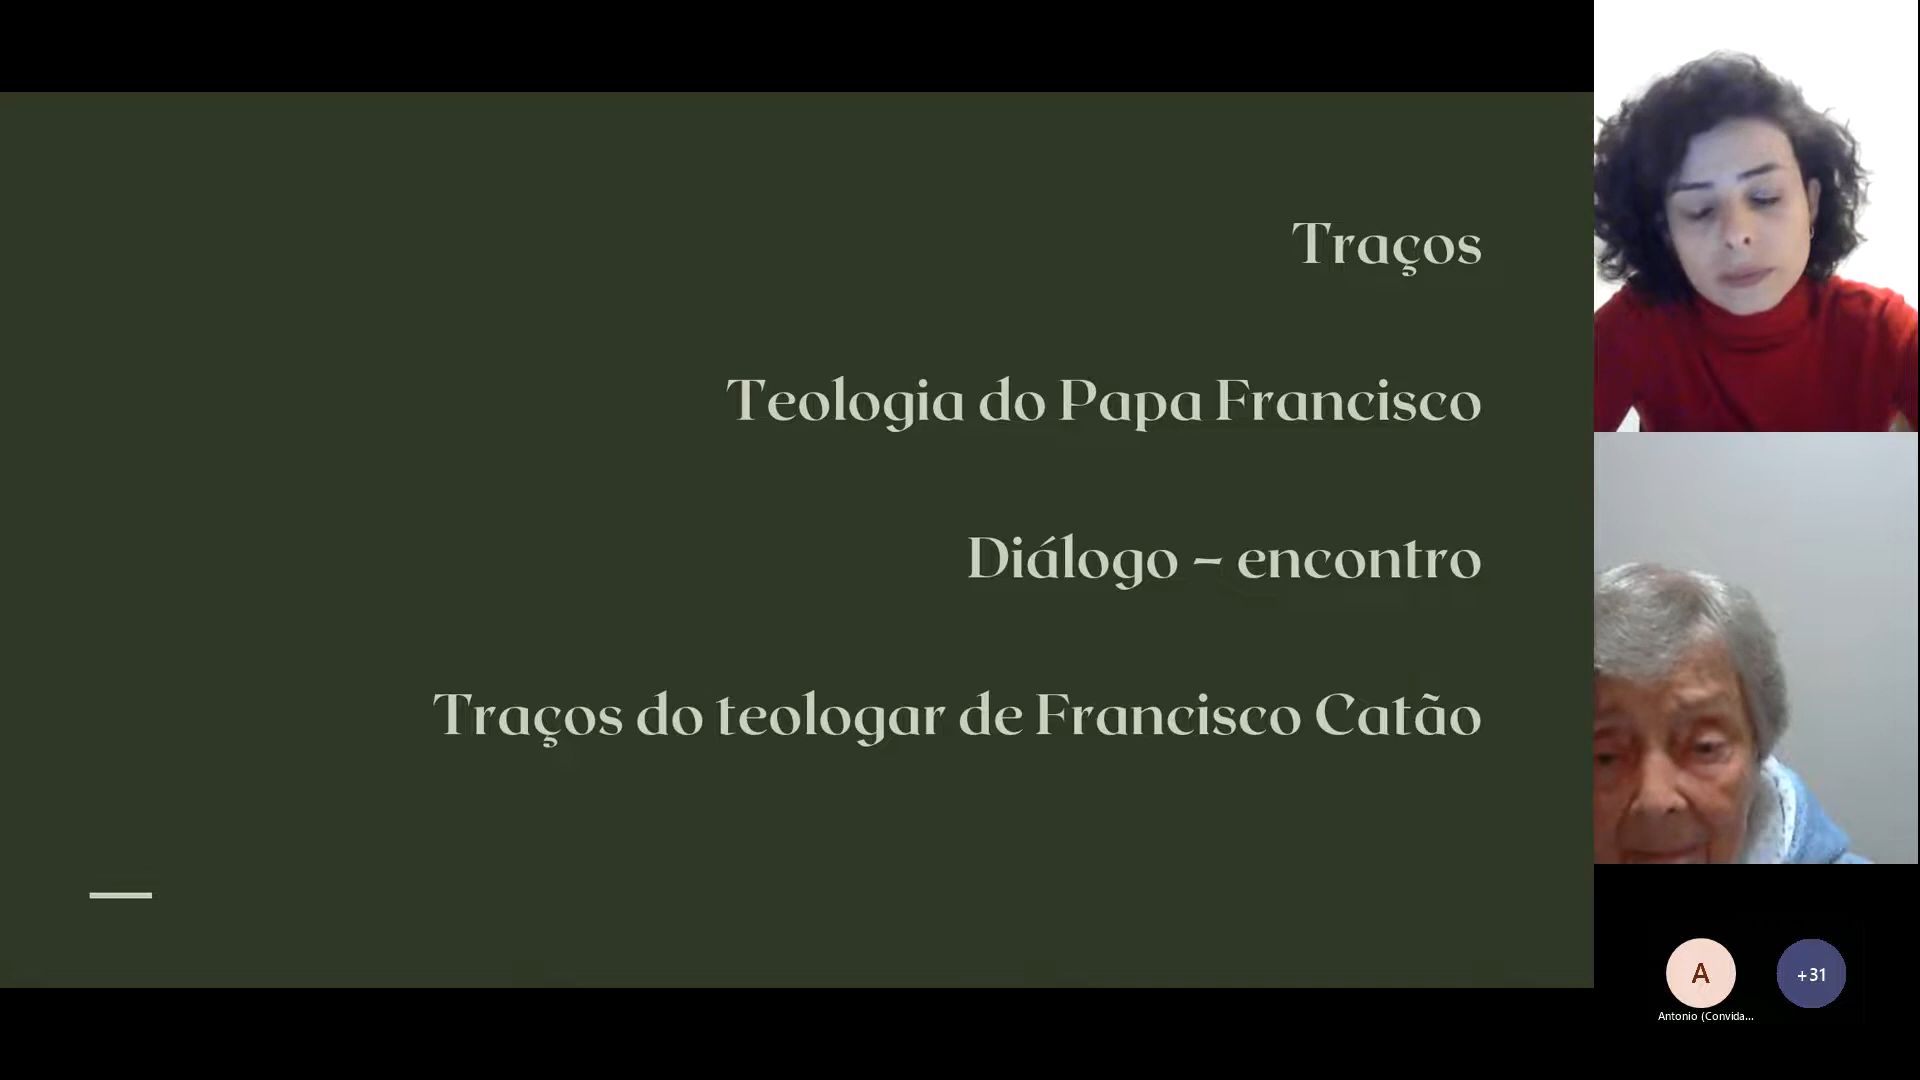 Traços
Teologia do Papa Francisco
Diálogo – encontro
Traços do teologar de Francisco Catão
A
+31
Antonio (Convida...